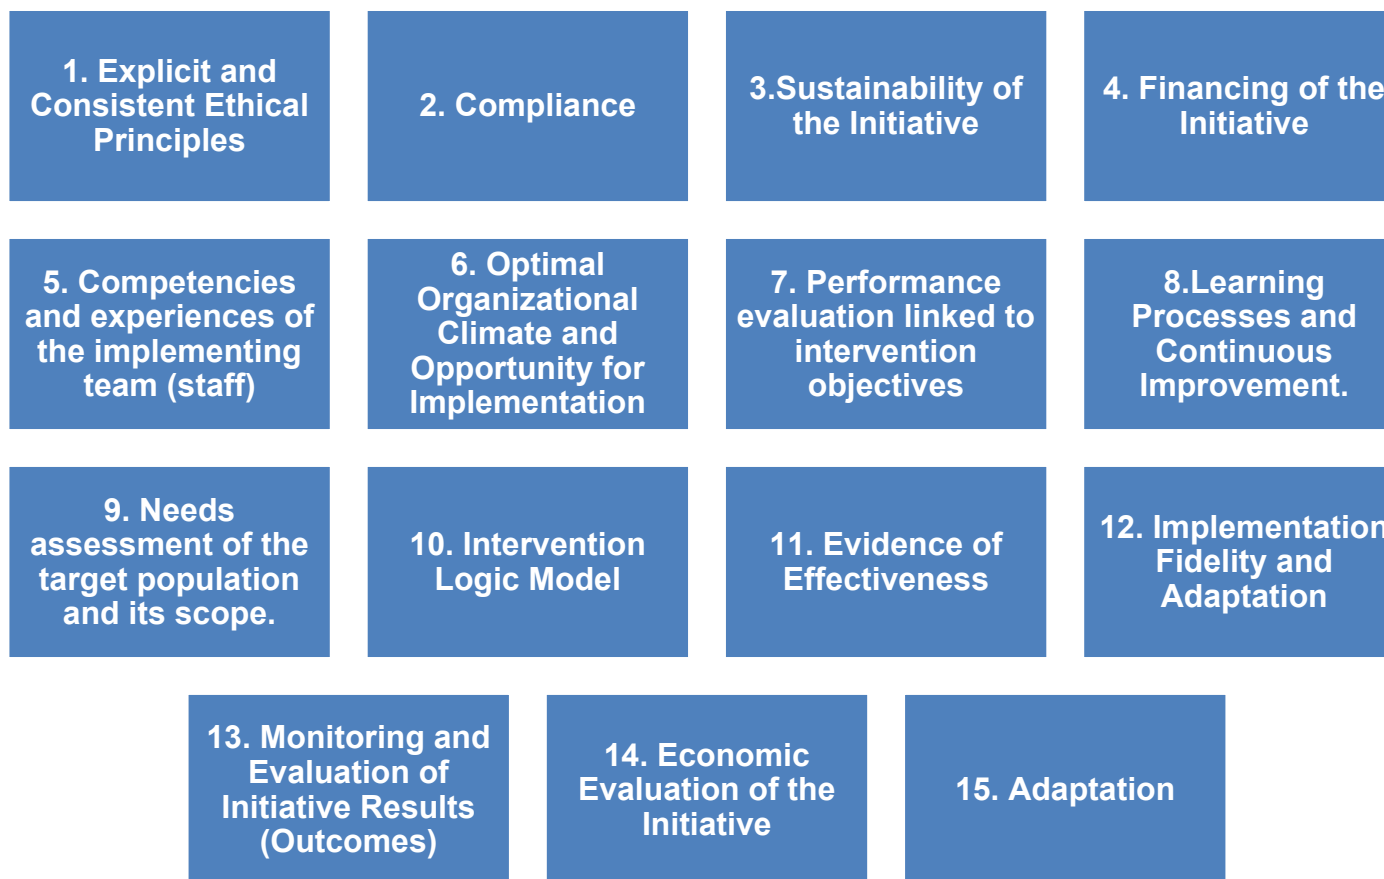 1. Explicit and
Consistent Ethical
Principles
2. Compliance
3.Sustainability of
the Initiative
4. Financing of the
Initiative
5. Competencies
and experiences of
the implementing
team (staff)
6. Optimal
Organizational
Climate and
Opportunity for
Implementation
7. Performance
evaluation linked to
intervention
objectives
8.Learning
Processes and
Continuous
Improvement.
9. Needs
assessment of the
target population
and its scope.
10. Intervention
Logic Model
11. Evidence of
Effectiveness
12. Implementation
Fidelity and
Adaptation
13. Monitoring and
Evaluation of
Initiative Results
(Outcomes)
14. Economic
Evaluation of the
Initiative
15. Adaptation